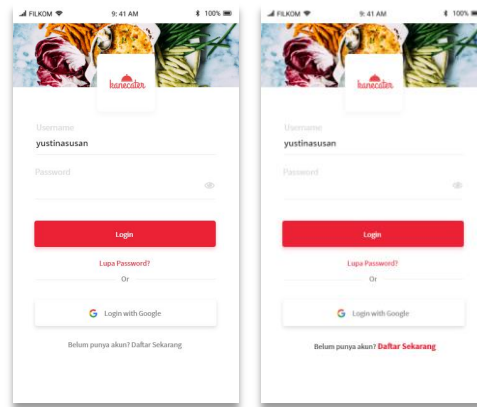 FILKOM 9: 41 AM 100%
kanecater
Username
yustinasusan
Password
Login
Lupa Password?
Or
Login with Google
Belum punya akun? Daftar Sekarang
FILKOM 9: 41 AM 100%
kanecater
Username
yustinasusan
Password
Login
Lupa Password?
Or
Login with Google
Belum punya akun? Daftar Sekarang